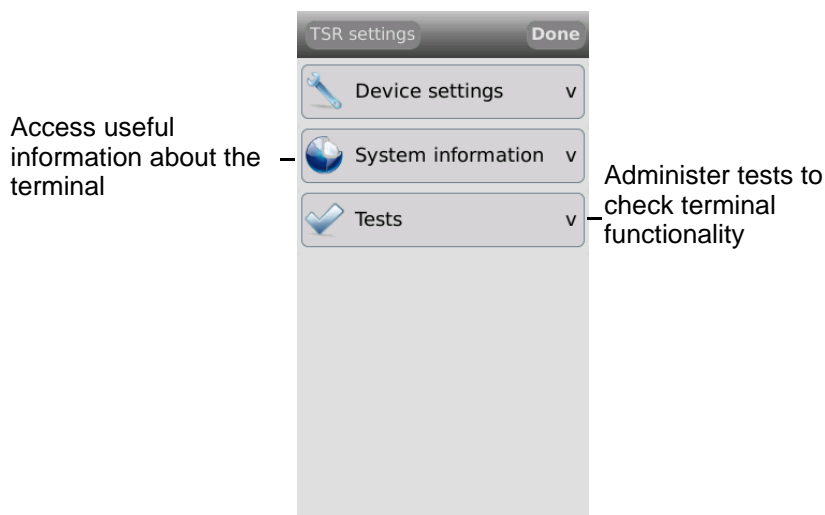 TSR settings
Done
Device settings v
Access useful
information about the
terminal
System information v
Tests v
Administer tests to
check terminal
functionality